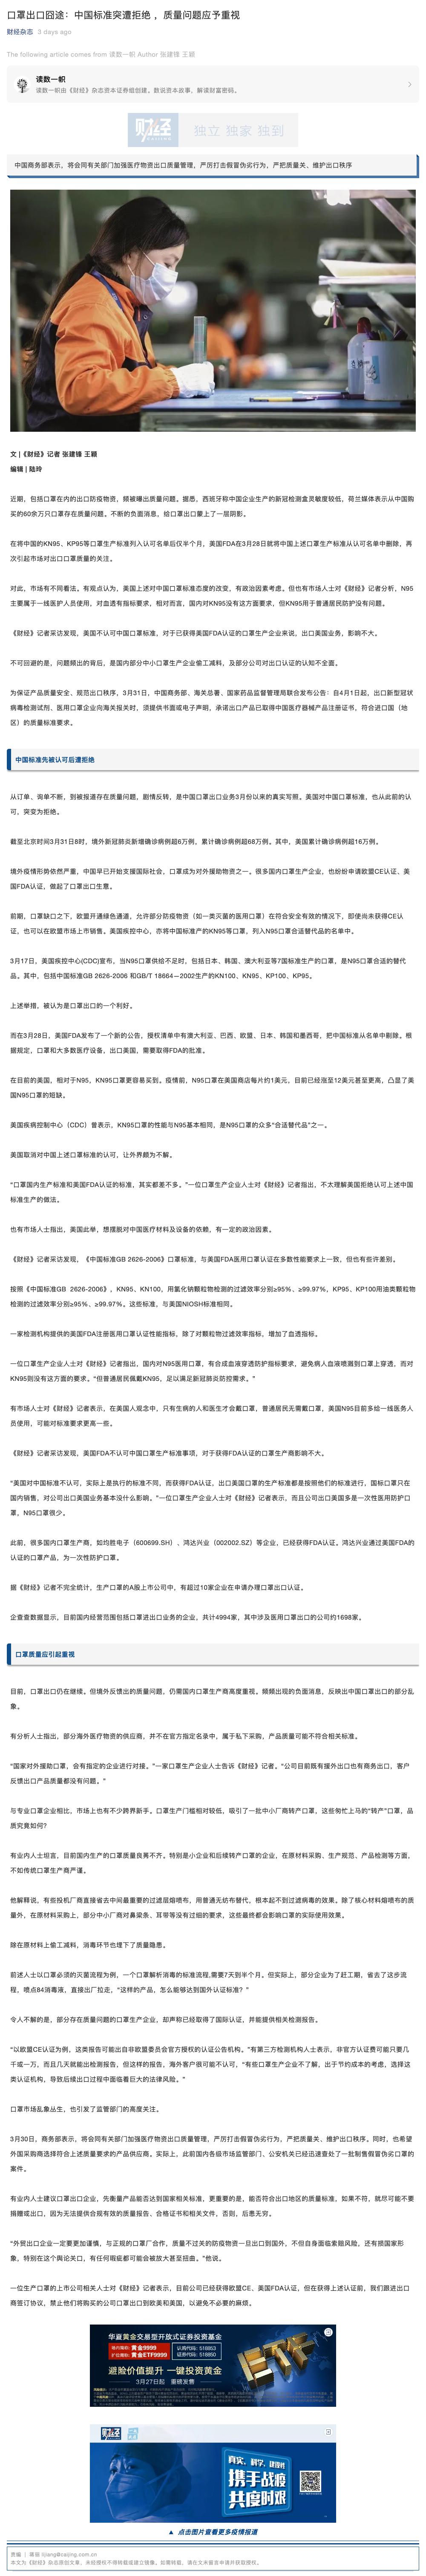 口罩出口囧途：中国标准突遭拒绝，质量问题应予重视
财经杂志 3 days ago
The following article comes from 读数一帜 Author 张建锋 王颖
读数一帜
读数一帜由《财经》杂志资本证券组创建。数说资本故事，解读财富密码。
财经 独立 独家 独到
中国商务部表示，将会同有关部门加强医疗物资出口质量管理，严厉打击假冒伪劣行为，严把质量关、维护出口秩序
文 |《财经》记者 张建锋 王颖
编辑 | 陆玲
近期，包括口罩在内的出口防疫物资，频被曝出质量问题。据悉，西班牙称中国企业生产的新冠检测盒灵敏度较低，荷兰媒体表示从中国购
买的60余万只口罩存在质量问题。不断的负面消息，给口罩出口蒙上了一层阴影。
在将中国的KN95、KP95等口罩生产标准列入认可名单后仅半个月，美国FDA在3月28日就将中国上述口罩生产标准从认可名单中删除，再
次引起市场对出口口罩质量的关注。
对此，市场有不同看法。有观点认为，美国上述对中国口罩标准态度的改变，有政治因素考虑。但也有市场人士对《财经》记者分析，N95
主要属于一线医护人员使用，对血透有指标要求，相对而言，国内对KN95没有这方面要求，但KN95用于普通居民防护没有问题。
《财经》记者采访发现，美国不认可中国口罩标准，对于已获得美国FDA认证的口罩生产企业来说，出口美国业务，影响不大。
不可回避的是，问题频出的背后，是国内部分中小口罩生产企业偷工减料，及部分公司对出口认证的认知不全面。
为保证产品质量安全、规范出口秩序，3月31日，中国商务部、海关总署、国家药品监督管理局联合发布公告：自4月1日起，出口新型冠状
病毒检测试剂、医用口罩企业向海关报关时，须提供书面或电子声明，承诺出口产品已取得中国医疗器械产品注册证书，符合进口国（地
区）的质量标准要求。
中国标准先被认可后遭拒绝
从订单、询单不断，到被报道存在质量问题，剧情反转，是中国口罩出口业务3月份以来的真实写照。美国对中国口罩标准，也从此前的认
可，突变为拒绝。
截至北京时间3月31日8时，境外新冠肺炎新增确诊病例超6万例，累计确诊病例超68万例。其中，美国累计确诊病例超16万例。
境外疫情形势依然严重，中国早已开始支援国际社会，口罩成为对外援助物资之一。很多国内口罩生产企业，也纷纷申请欧盟CE认证、美
国FDA认证，做起了口罩出口生意。
前期，口罩缺口之下，欧盟开通绿色通道，允许部分防疫物资（如一类灭菌的医用口罩）在符合安全有效的情况下，即使尚未获得CE认
证，也可以在欧盟市场上市销售。美国疾控中心，亦将中国标准产的KN95等口罩，列入N95口罩合适替代品的名单中。
3月17日，美国疾控中心(CDC)宣布，当N95口罩供给不足时，包括日本、韩国、澳大利亚等7国标准生产的口罩，是N95口罩合适的替代
品。其中，包括中国标准GB 2626-2006 和GB/T 18664—2002生产的KN100、KN95、KP100、KP95。
上述举措，被认为是口罩出口的一个利好。
而在3月28日，美国FDA发布了一个新的公告，授权清单中有澳大利亚、巴西、欧盟、日本、韩国和墨西哥，把中国标准从名单中剔除。根
据规定，口罩和大多数医疗设备，出口美国，需要取得FDA的批准。
在目前的美国，相对于N95，KN95口罩更容易买到。疫情前，N95口罩在美国商店每片约1美元，目前已经涨至12美元甚至更高，凸显了美
国N95口罩的短缺。
美国疾病控制中心（CDC）曾表示，KN95口罩的性能与N95基本相同，是N95口罩的众多“合适替代品”之一。
美国取消对中国上述口罩标准的认可，让外界颇为不解。
“口罩国内生产标准和美国FDA认证的标准，其实都差不多。”一位口罩生产企业人士对《财经》记者指出，不太理解美国拒绝认可上述中国
标准生产的做法。
也有市场人士指出，美国此举，想摆脱对中国医疗材料及设备的依赖，有一定的政治因素。
《财经》记者采访发现，《中国标准GB 2626-2006》口罩标准，与美国FDA医用口罩认证在多数性能要求上一致，但也有些许差别。
按照《中国标准GB 2626-2006》，KN95、KN100，用氯化钠颗粒物检测的过滤效率分别≥95%、≥99.97%，KP95、KP100用油类颗粒物
检测的过滤效率分别≥95%、≥99.97%。这些标准，与美国NIOSH标准相同。
一家检测机构提供的美国FDA注册医用口罩认证性能指标，除了对颗粒物过滤效率指标，增加了血透指标。
一位口罩生产企业人士对《财经》记者指出，国内对N95医用口罩，有合成血液穿透防护指标要求，避免病人血液喷溅到口罩上穿透，而对
KN95则没有这方面的要求。“但普通居民佩戴KN95，足以满足新冠肺炎防控需求。”
有市场人士对《财经》记者表示，在美国人观念中，只有生病的人和医生才会戴口罩，普通居民无需戴口罩，美国N95目前多给一线医务人
员使用，可能对标准要求更高一些。
《财经》记者采访发现，美国FDA不认可中国口罩生产标准事项，对于获得FDA认证的口罩生产商影响不大。
“美国对中国标准不认可，实际上是执行的标准不同，而获得FDA认证、出口美国口罩的生产标准都是按照他们的标准进行，国标口罩只在
国内销售，对公司出口美国业务基本没什么影响。”一位口罩生产企业人士对《财经》记者表示，而且公司出口美国多是一次性医用防护口
罩，N95口罩很少。
此前，很多国内口罩生产商，如均胜电子（600699.SH）、鸿达兴业（002002.SZ）等企业，已经获得FDA认证。鸿达兴业通过美国FDA的
认证的口罩产品，为一次性防护口罩。
据《财经》记者不完全统计，生产口罩的A股上市公司中，有超过10家企业在申请办理口罩出口认证。
企查查数据显示，目前国内经营范围包括口罩进出口业务的企业，共计4994家，其中涉及医用口罩出口的公司约1698家。
口罩质量应引起重视
目前，口罩出口仍在继续。但境外反馈出的质量问题，仍需国内口罩生产商高度重视。频频出现的负面消息，反映出中国口罩出口的部分乱
象。
有分析人士指出，部分海外医疗物资的供应商，并不在官方指定名录中，属于私下采购，产品质量可能不符合相关标准。
“国家对外援助口罩，会有指定的企业进行对接。”一家口罩生产企业人士告诉《财经》记者。“公司目前既有援外出口也有商务出口，客户
反馈出口产品质量都没有问题。”
与专业口罩企业相比，市场上也有不少跨界新手。口罩生产门槛相对较低，吸引了一批中小厂商转产口罩，这些匆忙上马的“转产”口罩，品
质究竟如何？
有业内人士坦言，目前国内生产的口罩质量良莠不齐。特别是小企业和后续转产口罩的企业，在原材料采购、生产规范、产品检测等方面，
不如传统口罩生产商严谨。
他解释说，有些投机厂商直接省去中间最重要的过滤层熔喷布，用普通无纺布替代，根本起不到过滤病毒的效果。除了核心材料熔喷布的质
量外，在原材料采购上，部分中小厂商对鼻梁条、耳带等没有过细的要求，这些最终都会影响口罩的实际使用效果。
除在原材料上偷工减料，消毒环节也埋下了质量隐患。
前述人士以口罩必须的灭菌流程为例，一个口罩解析消毒的标准流程,需要7天到半个月。但实际上，部分企业为了赶工期，省去了这步流
程，喷点84消毒液，直接出厂拉走，“这样的产品，怎么能够达到国外认证标准？”
令人不解的是，部分存在质量问题的口罩生产企业，却声称已经取得了国际认证，并能提供相关检测报告。
“以欧盟CE认证为例，这类报告可能出自非欧盟委员会官方授权的认证公告机构。”有第三方检测机构人士表示，非官方认证费可能只要几
千或一万，而且几天就能出检测报告，但这样的报告，海外客户很可能不认可，“有些口罩生产企业不了解，出于节约成本的考虑，选择这
类认证机构，导致后续出口过程中面临着巨大的法律风险。”
口罩市场乱象丛生，也引发了监管部门的高度关注。
3月30日，商务部表示，将会同有关部门加强医疗物资出口质量管理，严厉打击假冒伪劣行为，严把质量关、维护出口秩序。同时，也希望
外国采购商选择符合上述质量要求的产品供应商。实际上，此前国内各级市场监管部门、公安机关已经迅速查处了一批制售假冒伪劣口罩的
案件。
有业内人士建议口罩出口企业，先衡量产品能否达到国家相关标准，更重要的是，能否符合出口地区的质量标准，如果不符，就尽可能不要
捐赠或出口，因为无法提供合规有效的质量报告、合格证书和相关文件，否则，后患无穷。
“外贸出口企业一定要更加谨慎，与正规的口罩厂合作，质量不过关的防疫物资一旦出口到国外，不但自身面临索赔风险，还有损国家形
象，特别在这个舆论关口，有任何瑕疵都可能会被放大甚至扭曲。”他说。
一位生产口罩的上市公司相关人士对《财经》记者表示，目前公司已经获得欧盟CE、美国FDA认证，但在获得上述认证前，我们跟进出口
商签订协议，禁止他们将购买的公司口罩出口到欧美和美国，以避免不必要的麻烦。
华夏黄金交易型开放式证券投资基金
场内简称：黄金9999 认购代码：518853
扩位简称：黄金ETF9999 证券代码：518850
避险价值提升 一键投资黄金
3月27日起 重磅发售
财经
真实、科学、建设性
携手战疫
共度时艰
▲ 点击图片查看更多疫情报道
责编 | 蒋丽 lijiang@caijing.com.cn
本文为《财经》杂志原创文章，未经授权不得转载或建立镜像。如需转载，请在文末留言申请并获取授权。